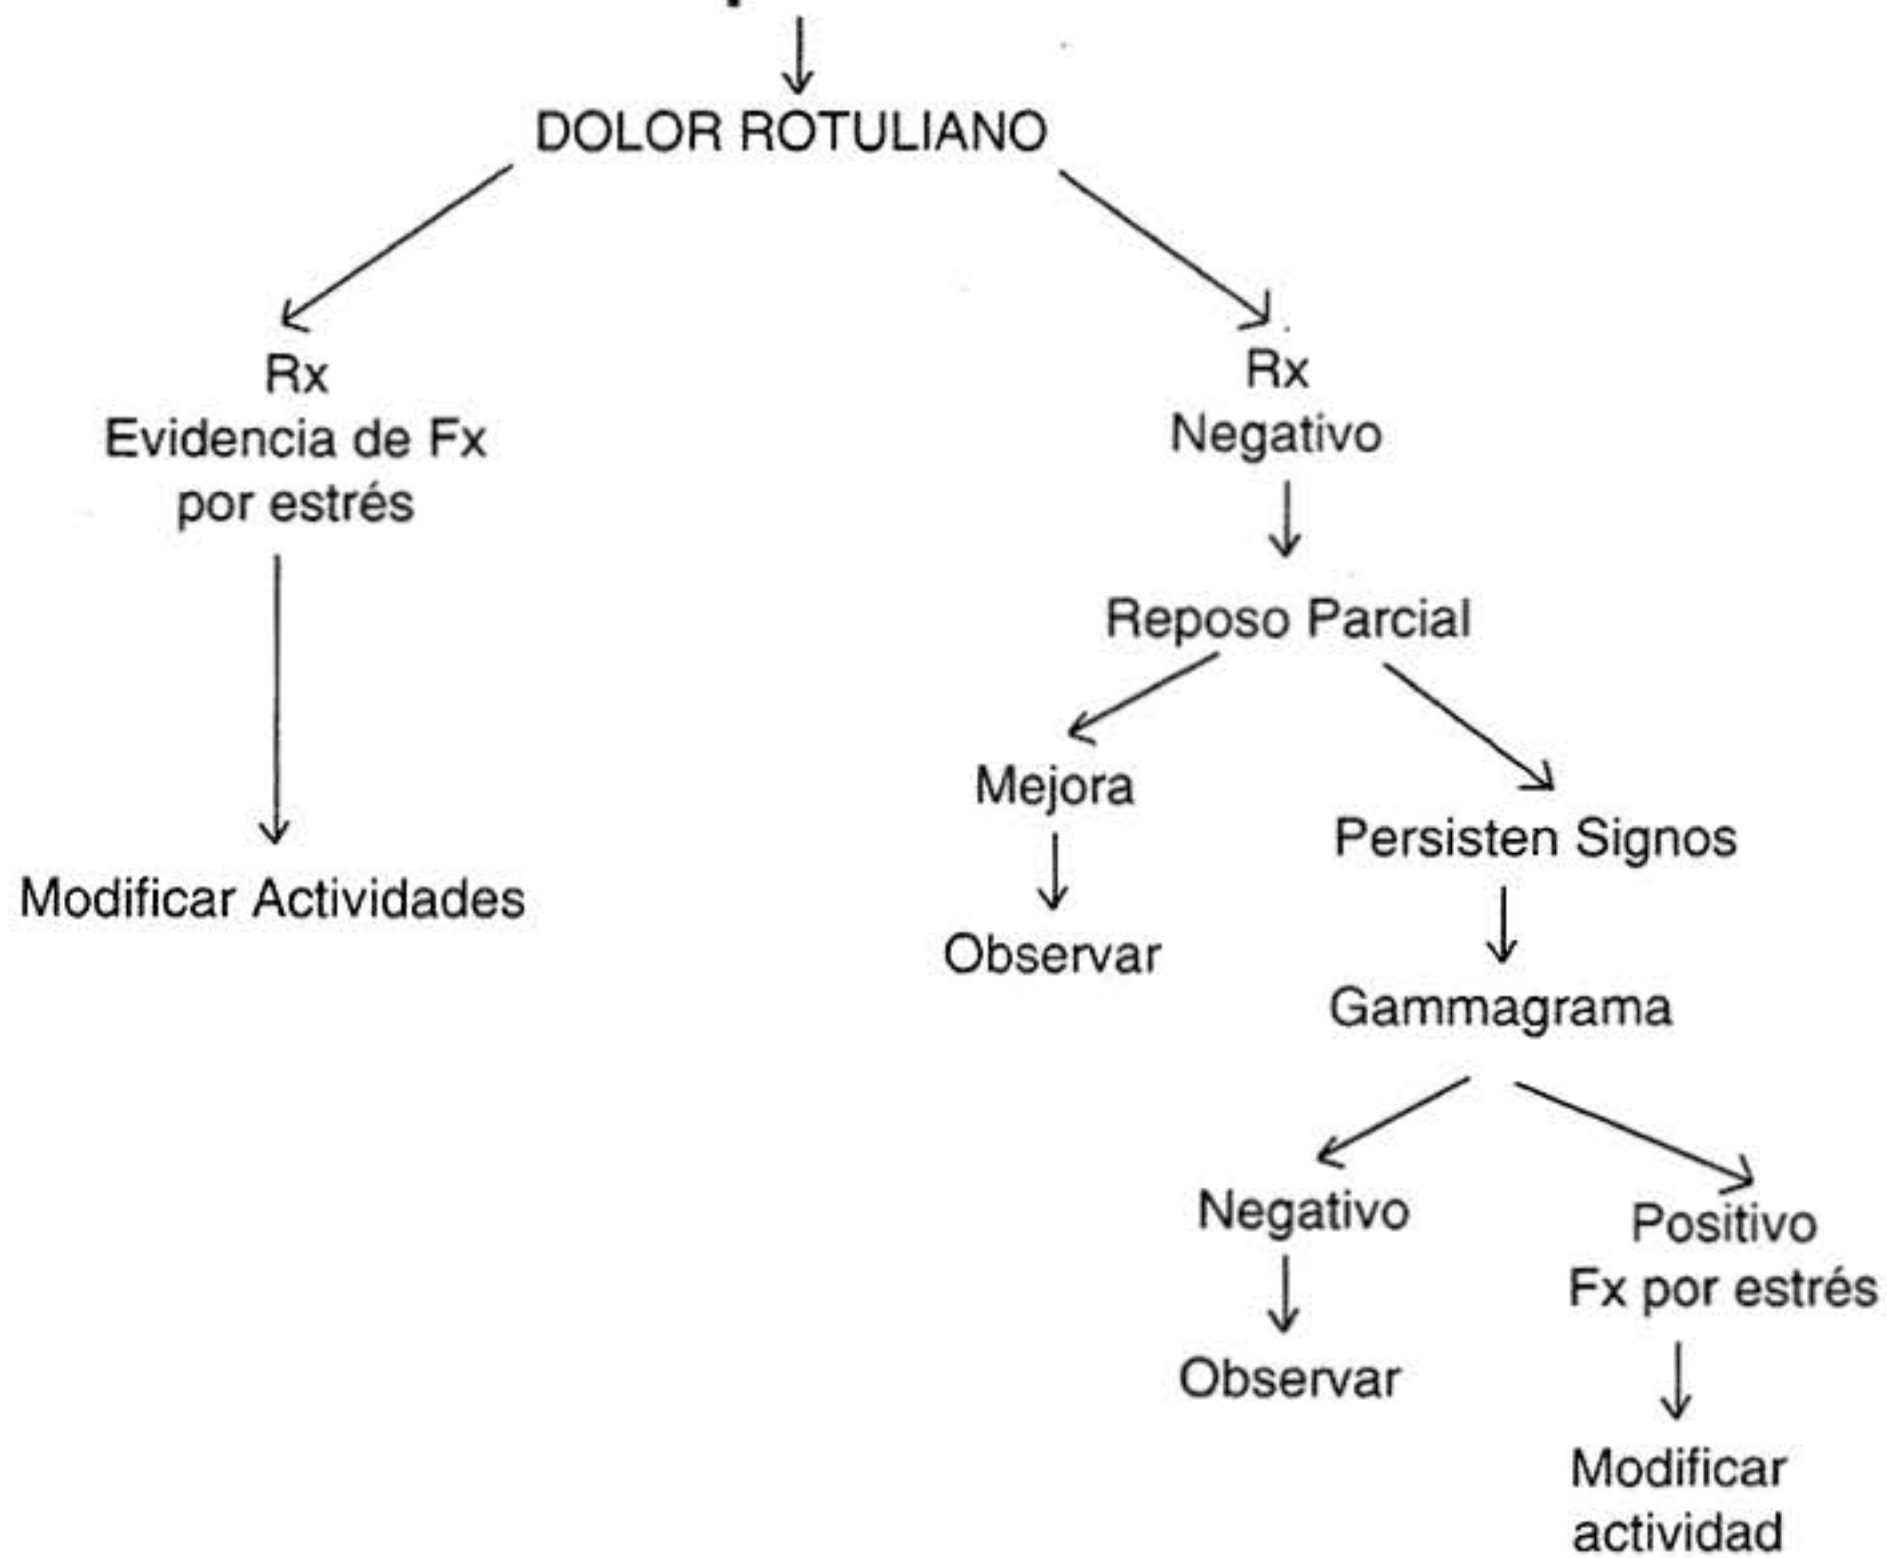 DOLOR ROTULIANO
Rx
Evidencia de Fx
por estrés
Modificar Actividades
Rx
Negativo
Reposo Parcial
Mejora
Observar
Persisten Signos
Gammagrama
Negativo
Observar
Positivo
Fx por estrés
Modificar
actividad